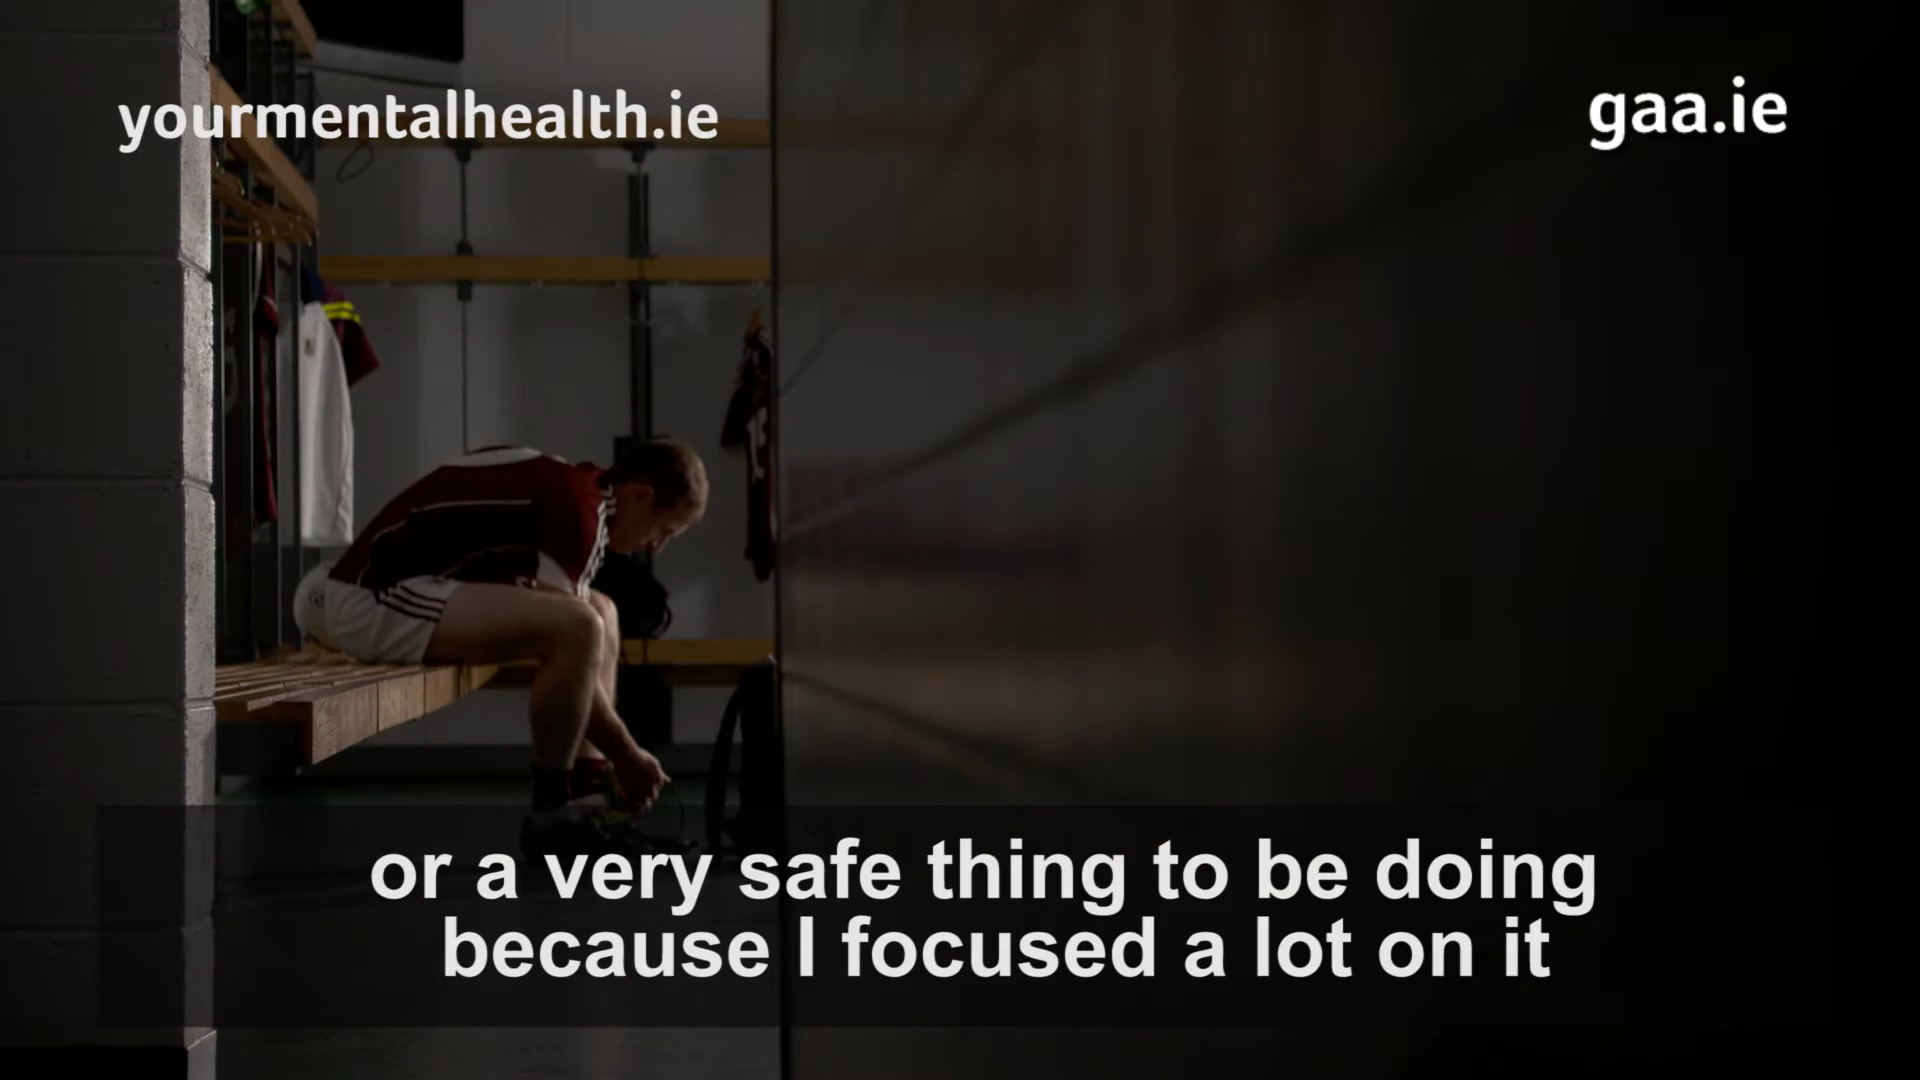 yourmentalhealth.ie
gaa.ie
or a very safe thing to be doing
because I focused a lot on it